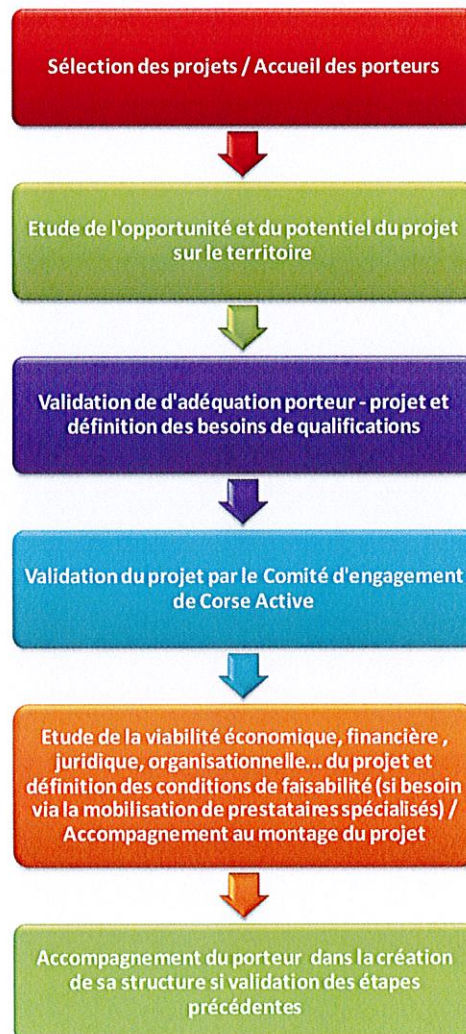 Sélection des projets / Accueil des porteurs
Etude de l'opportunité et du potentiel du projet
sur le territoire
Validation de d'adéquation porteur - projet et
définition des besoins de qualifications
Validation du projet par le Comité d'engagement
de Corse Active
Etude de la viabilité économique, financière ,
juridique, organisationnelle... du projet et
définition des conditions de faisabilité (si besoin
via la mobilisation de prestataires spécialisés) /
Accompagnement au montage du projet
Accompagnement du porteur dans la création
de sa structure si validation des étapes
précédentes